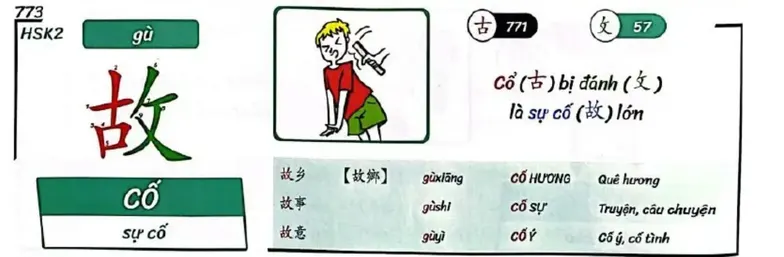 773
HSK2
gù
故
CỐ
sự cố
古 771
攵 57
Cổ (古) bị đánh (攵)
là sự cố (故) lớn
故乡 【故鄉】 gùxiāng CỐ HƯƠNG Quê hương
故事 gùshi CỐ SỰ Truyện, câu chuyện
故意 gùyì CỐ Ý Cố ý, cố tình